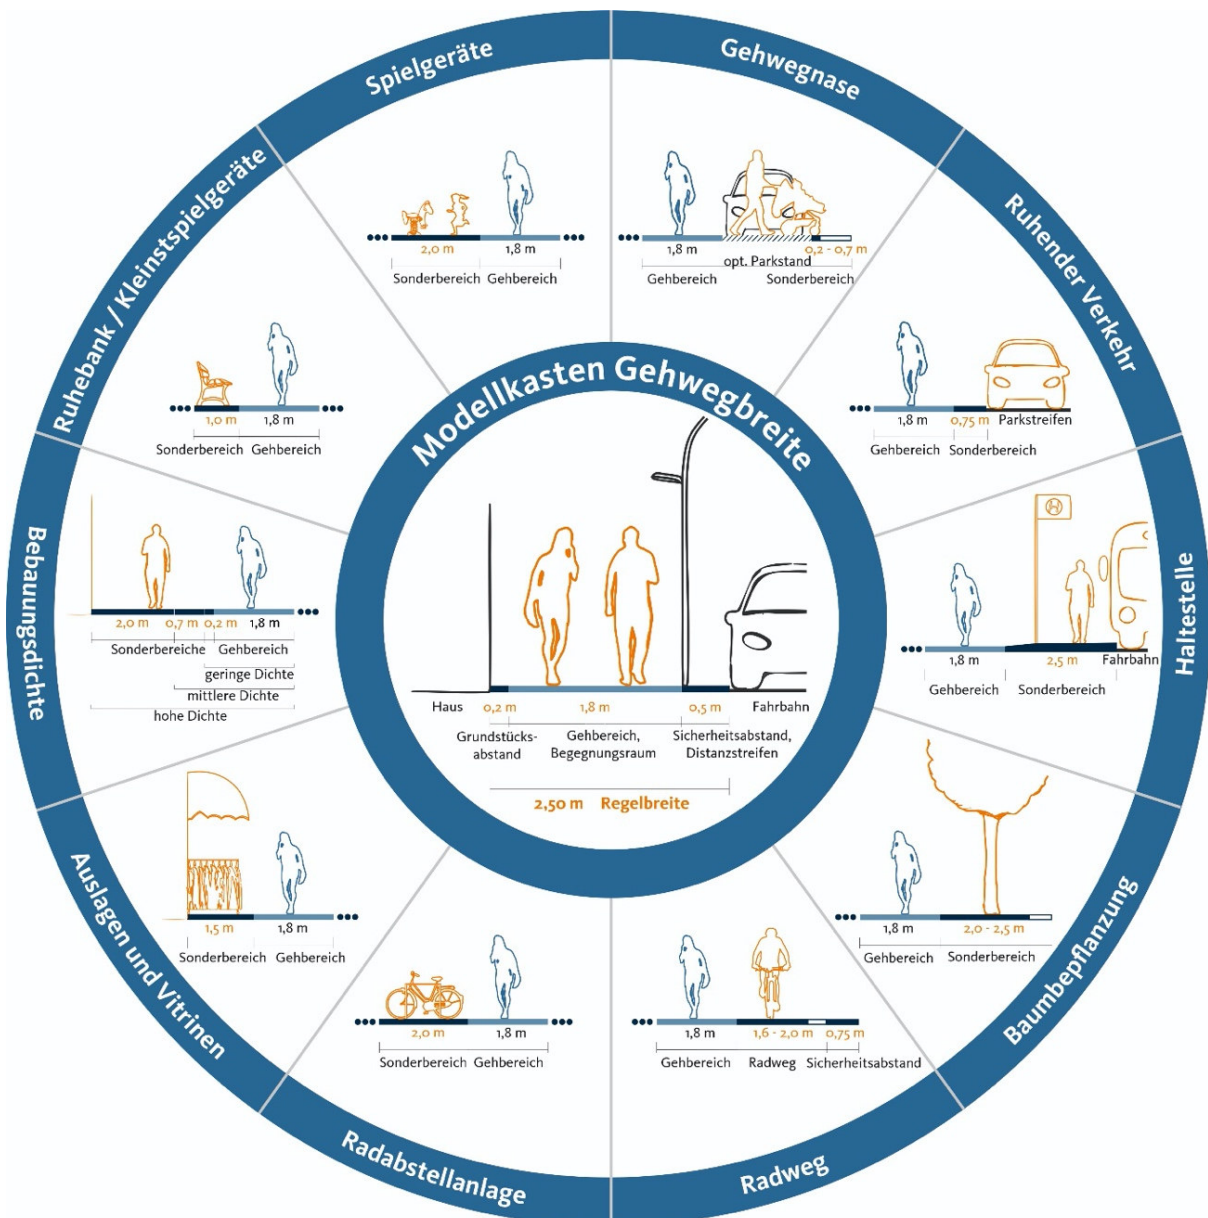 Modellkasten Gehwegbreite
Haus
0,2 m
1,8 m
0,5 m
Fahrbahn
Grundstücks-
abstand
Gehbereich,
Begegnungsraum
Sicherheitsabstand,
Distanzstreifen
2,50 m Regelbreite
Gehwegnase
1,8 m
opt. Parkstand
0,2 - 0,7 m
Gehbereich
Sonderbereich
Ruhender Verkehr
1,8 m
0,75 m
Parkstreifen
Gehbereich
Sonderbereich
Haltestelle
H
1,8 m
2,5 m
Fahrbahn
Gehbereich
Sonderbereich
Baumbepflanzung
1,8 m
2,0 - 2,5 m
Gehbereich
Sonderbereich
Radweg
1,8 m
1,6 - 2,0 m
0,75 m
Gehbereich
Radweg
Sicherheitsabstand
Radabstellanlage
2,0 m
1,8 m
Sonderbereich
Gehbereich
Auslagen und Vitrinen
1,5 m
1,8 m
Sonderbereich
Gehbereich
Bebauungsdichte
2,0 m
0,7 m
0,2 m
1,8 m
Sonderbereiche
Gehbereich
geringe Dichte
mittlere Dichte
hohe Dichte
Ruhebank / Kleinstspielgeräte
1,0 m
1,8 m
Sonderbereich
Gehbereich
Spielgeräte
2,0 m
1,8 m
Sonderbereich
Gehbereich